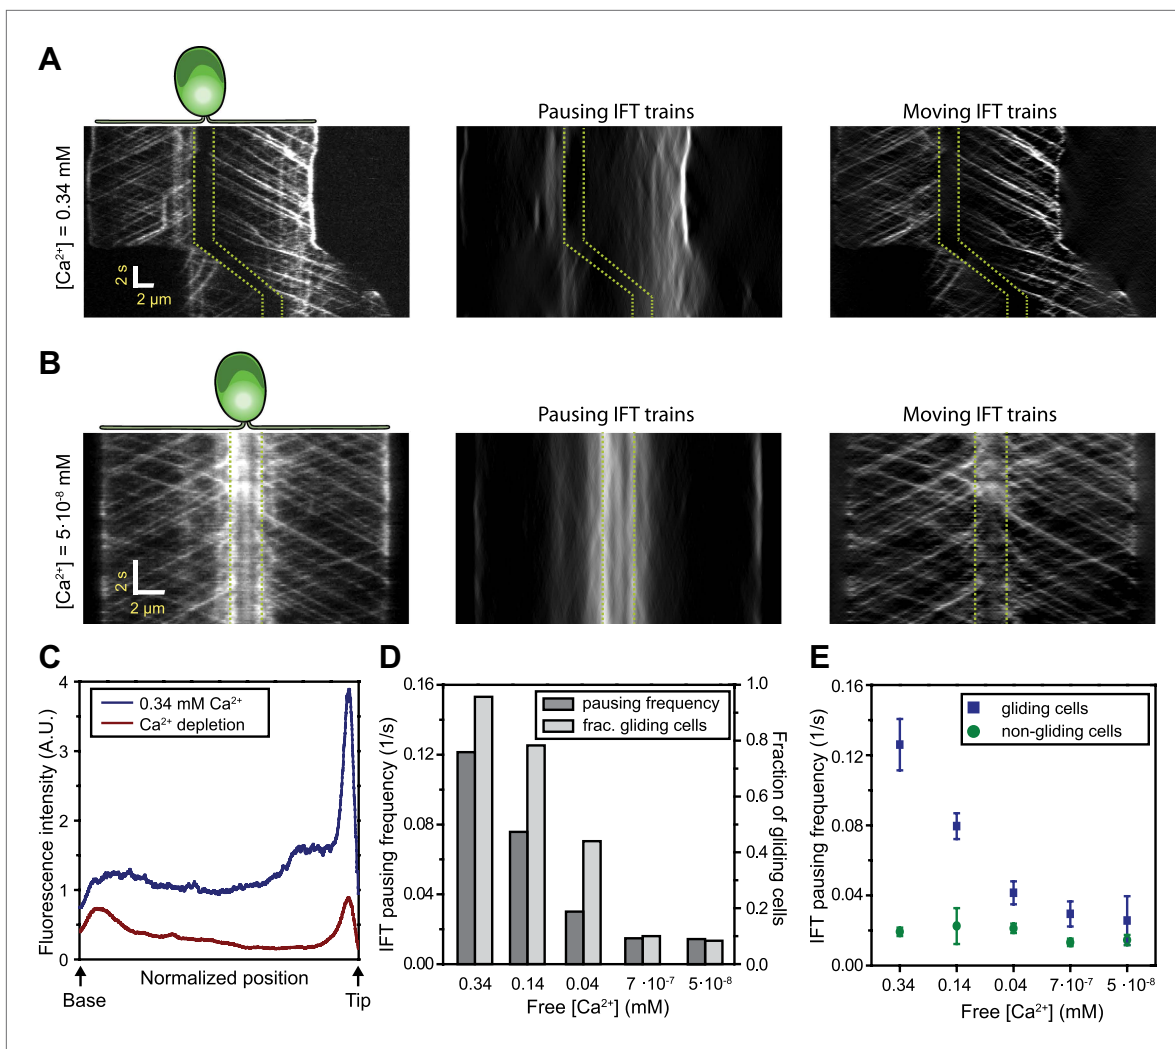 A
Pausing IFT trains
Moving IFT trains
[Ca²⁺] = 0.34 mM
2 s
2 µm
B
Pausing IFT trains
Moving IFT trains
[Ca²⁺] = 5·10⁻⁸ mM
2 s
2 µm
C
Fluorescence intensity (A.U.)
4
3
2
1
0
0.34 mM Ca²⁺
Ca²⁺ depletion
Normalized position
Base
Tip
D
IFT pausing frequency (1/s)
0.16
0.12
0.08
0.04
0.00
pausing frequency
frac. gliding cells
1.0
0.8
0.6
0.4
0.2
0.0
Fraction of gliding cells
0.34 0.14 0.04 7·10⁻⁷ 5·10⁻⁸
Free [Ca²⁺] (mM)
E
IFT pausing frequency (1/s)
0.16
0.12
0.08
0.04
0.00
gliding cells
non-gliding cells
0.34 0.14 0.04 7·10⁻⁷ 5·10⁻⁸
Free [Ca²⁺] (mM)